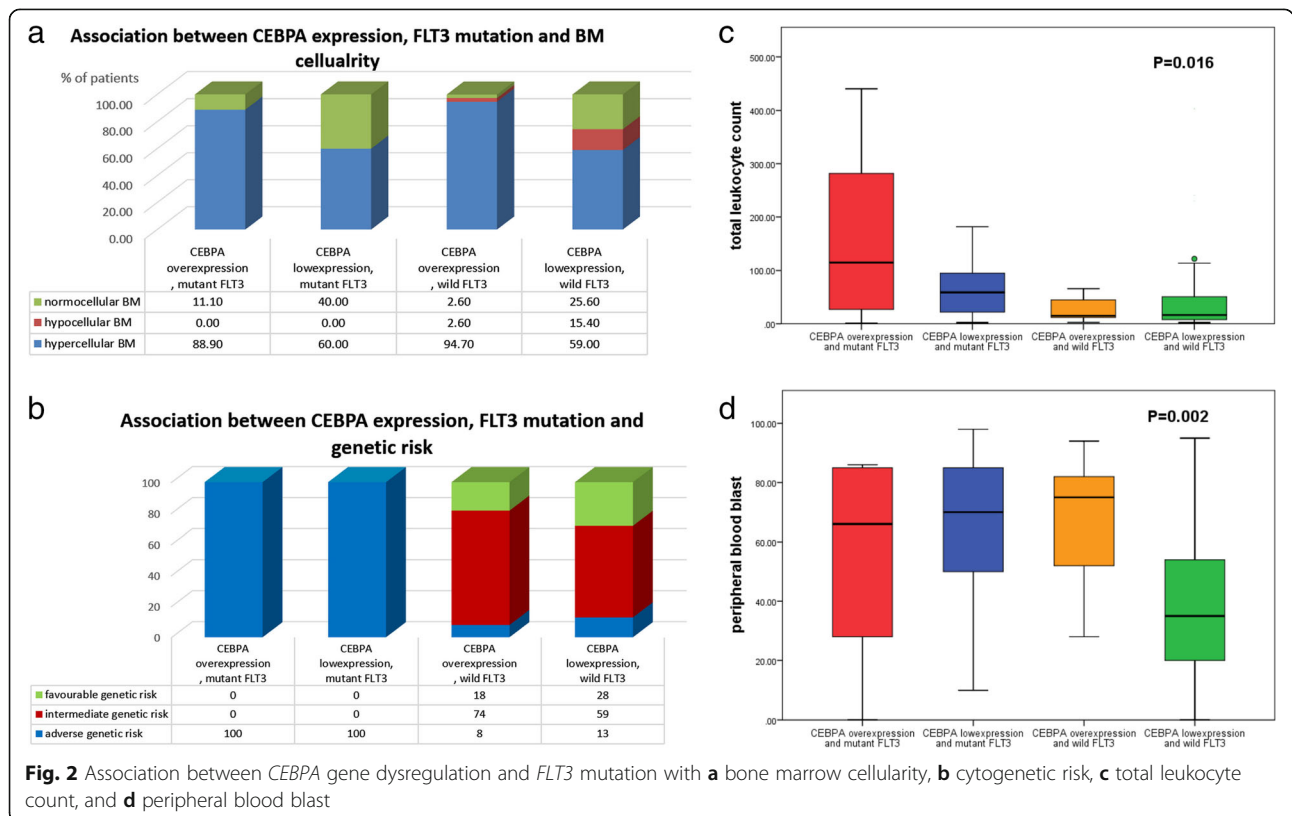 a
Association between CEBPA expression, FLT3 mutation and BM
cellualrity
% of patients
100.00
80.00
60.00
40.00
20.00
0.00
CEBPA overexpression , mutant FLT3
CEBPA lowexpression, mutant FLT3
CEBPA overexpression , wild FLT3
CEBPA lowexpression, wild FLT3
normocellular BM 11.10 40.00 2.60 25.60
hypocellular BM 0.00 0.00 2.60 15.40
hypercellular BM 88.90 60.00 94.70 59.00
b
Association between CEBPA expression, FLT3 mutation and
genetic risk
100
80
60
40
20
0
CEBPA overexpression , mutant FLT3
CEBPA lowexpression, mutant FLT3
CEBPA overexpression , wild FLT3
CEBPA lowexpression, wild FLT3
favourable genetic risk 0 0 18 28
intermediate genetic risk 0 0 74 59
adverse genetic risk 100 100 8 13
c
P=0.016
total leukocyte count
500.00
400.00
300.00
200.00
100.00
.00
CEBPA overexpression and mutant FLT3
CEBPA lowexpression and mutant FLT3
CEBPA overexpression and wild FLT3
CEBPA lowexpression and wild FLT3
d
P=0.002
peripheral blood blast
100.00
80.00
60.00
40.00
20.00
.00
CEBPA overexpression and mutant FLT3
CEBPA lowexpression and mutant FLT3
CEBPA overexpression and wild FLT3
CEBPA lowexpression and wild FLT3
Fig. 2 Association between CEBPA gene dysregulation and FLT3 mutation with a bone marrow cellularity, b cytogenetic risk, c total leukocyte
count, and d peripheral blood blast